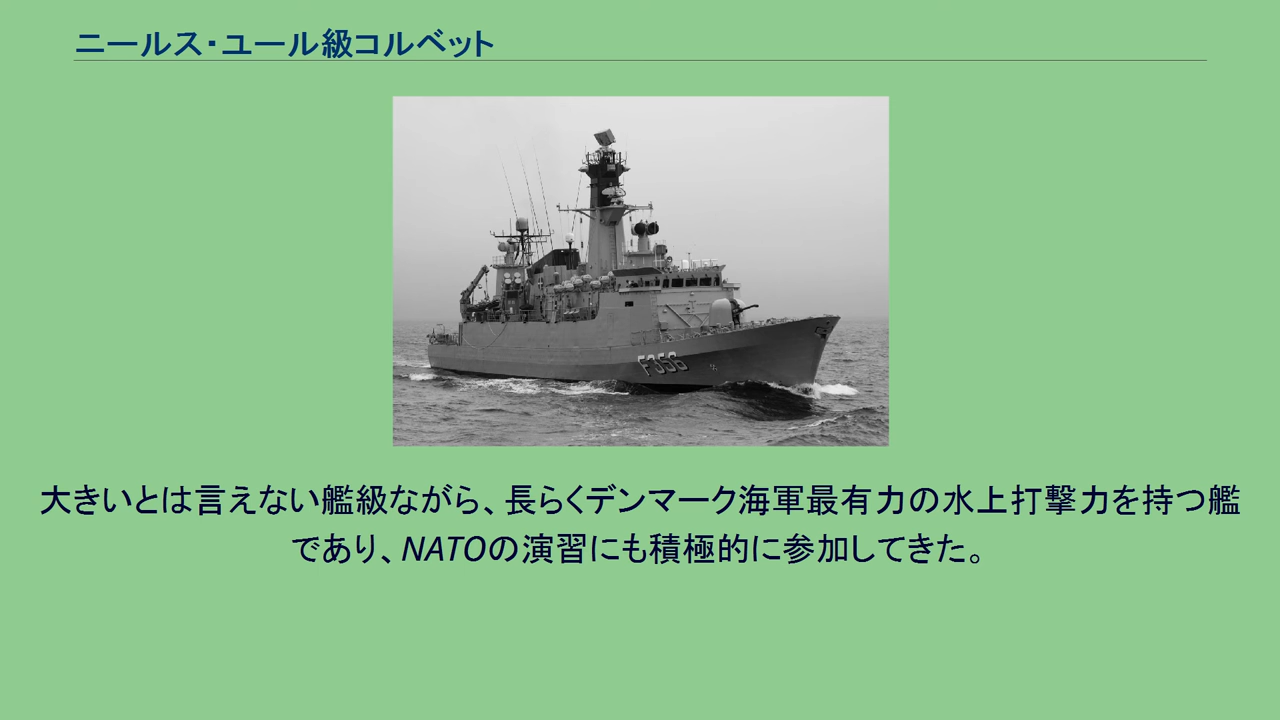 ニールス・ユール級コルベット
F356
大きいとは言えない艦級ながら、長らくデンマーク海軍最有力の水上打撃力を持つ艦
であり、NATOの演習にも積極的に参加してきた。